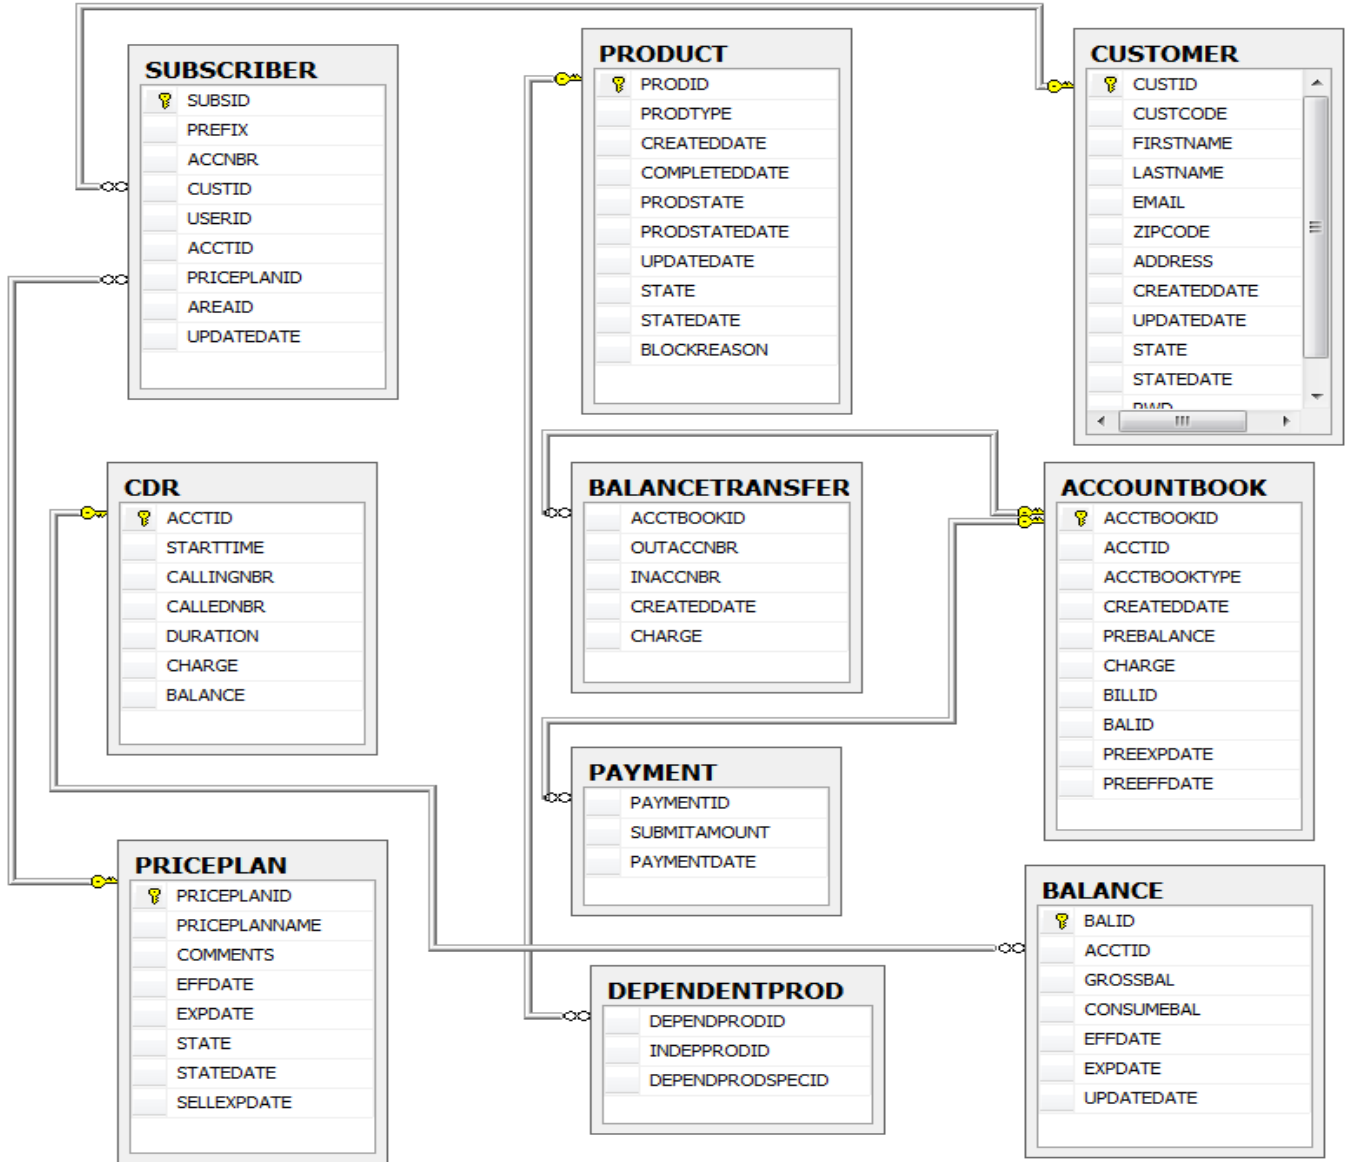 SUBSCRIBER
SUBSID
PREFIX
ACCNBR
CUSTID
USERID
ACCTID
PRICEPLANID
AREAID
UPDATEDATE
PRODUCT
PRODID
PRODTYPE
CREATEDDATE
COMPLETEDDATE
PRODSTATE
PRODSTATEDATE
UPDATEDATE
STATE
STATEDATE
BLOCKREASON
CUSTOMER
CUSTID
CUSTCODE
FIRSTNAME
LASTNAME
EMAIL
ZIPCODE
ADDRESS
CREATEDDATE
UPDATEDATE
STATE
STATEDATE
PWD
CDR
ACCTID
STARTTIME
CALLINGNBR
CALLEDNBR
DURATION
CHARGE
BALANCE
BALANCETRANSFER
ACCTBOOKID
OUTACCNBR
INACCNBR
CREATEDDATE
CHARGE
ACCOUNTBOOK
ACCTBOOKID
ACCTID
ACCTBOOKTYPE
CREATEDDATE
PREBALANCE
CHARGE
BILLID
BALID
PREEXPDATE
PREEFFDATE
PAYMENT
PAYMENTID
SUBMITAMOUNT
PAYMENTDATE
PRICEPLAN
PRICEPLANID
PRICEPLANNAME
COMMENTS
EFFDATE
EXPDATE
STATE
STATEDATE
SELLEXPDATE
DEPENDENTPROD
DEPENDPRODID
INDEPPRODID
DEPENDPRODSPECID
BALANCE
BALID
ACCTID
GROSSBAL
CONSUMEBAL
EFFDATE
EXPDATE
UPDATEDATE